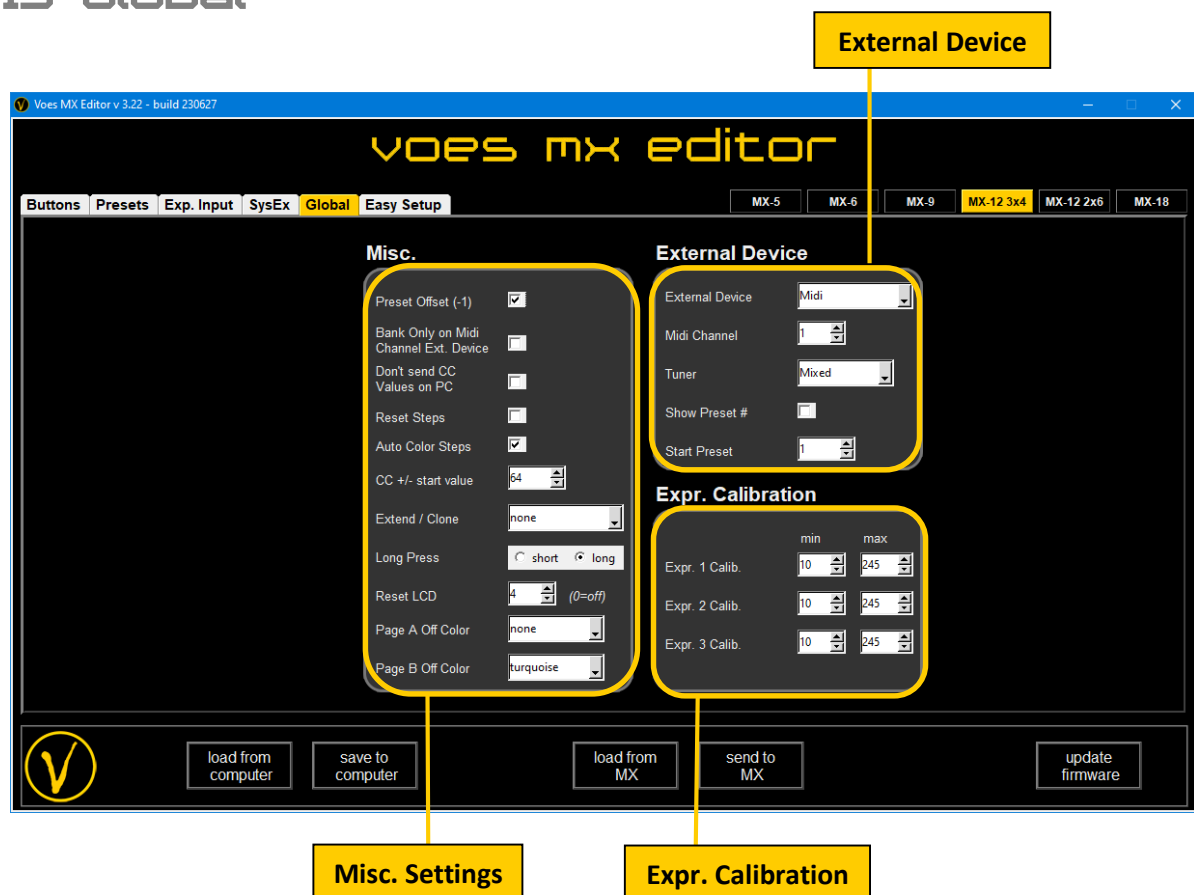 15 Global
External Device
Voes MX Editor v 3.22 - build 230627
voes mx editor
Buttons Presets Exp. Input SysEx Global Easy Setup
MX-5 MX-6 MX-9 MX-12 3x4 MX-12 2x6 MX-18
Misc.
Preset Offset (-1)
Bank Only on Midi
Channel Ext. Device
Don't send CC
Values on PC
Reset Steps
Auto Color Steps
CC +/- start value 64
Extend / Clone none
Long Press short long
Reset LCD 4 (0=off)
Page A Off Color none
Page B Off Color turquoise
External Device
External Device Midi
Midi Channel 1
Tuner Mixed
Show Preset #
Start Preset 1
Expr. Calibration
min max
Expr. 1 Calib. 10 245
Expr. 2 Calib. 10 245
Expr. 3 Calib. 10 245
V
load from
computer
save to
computer
load from
MX
send to
MX
update
firmware
Misc. Settings
Expr. Calibration